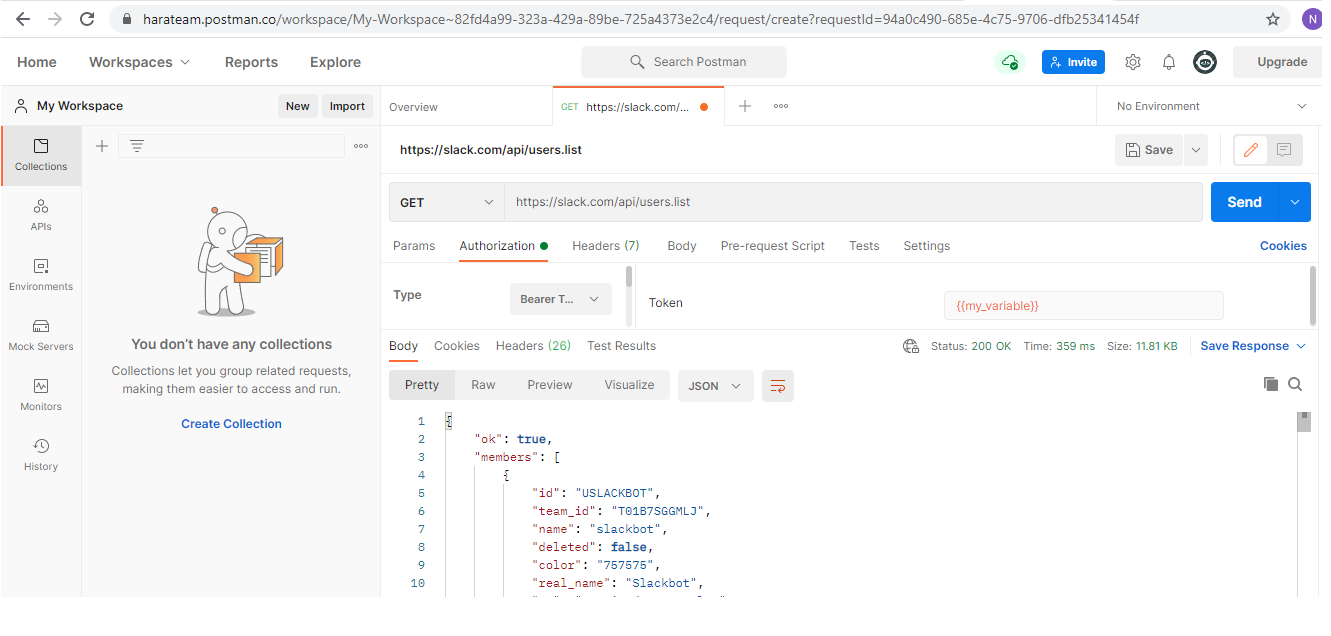 harateam.postman.co/workspace/My-Workspace~82fd4a99-323a-429a-89be-725a4373e2c4/request/create?requestId=94a0c490-685e-4c75-9706-dfb25341454f
N
Home Workspaces Reports Explore Search Postman Invite Upgrade
My Workspace New Import
Overview GET https://slack.com/... No Environment
Collections
APIs
Environments
Mock Servers
Monitors
History
You don't have any collections
Collections let you group related requests,
making them easier to access and run.
Create Collection
https://slack.com/api/users.list Save
GET https://slack.com/api/users.list Send
Params Authorization Headers (7) Body Pre-request Script Tests Settings Cookies
Type Bearer T... Token {{my_variable}}
Body Cookies Headers (26) Test Results Status: 200 OK Time: 359 ms Size: 11.81 KB Save Response
Pretty Raw Preview Visualize JSON
1 {
2 "ok": true,
3 "members": [
4 {
5 "id": "USLACKBOT",
6 "team_id": "T01B7SGGMLJ",
7 "name": "slackbot",
8 "deleted": false,
9 "color": "757575",
10 "real_name": "Slackbot",